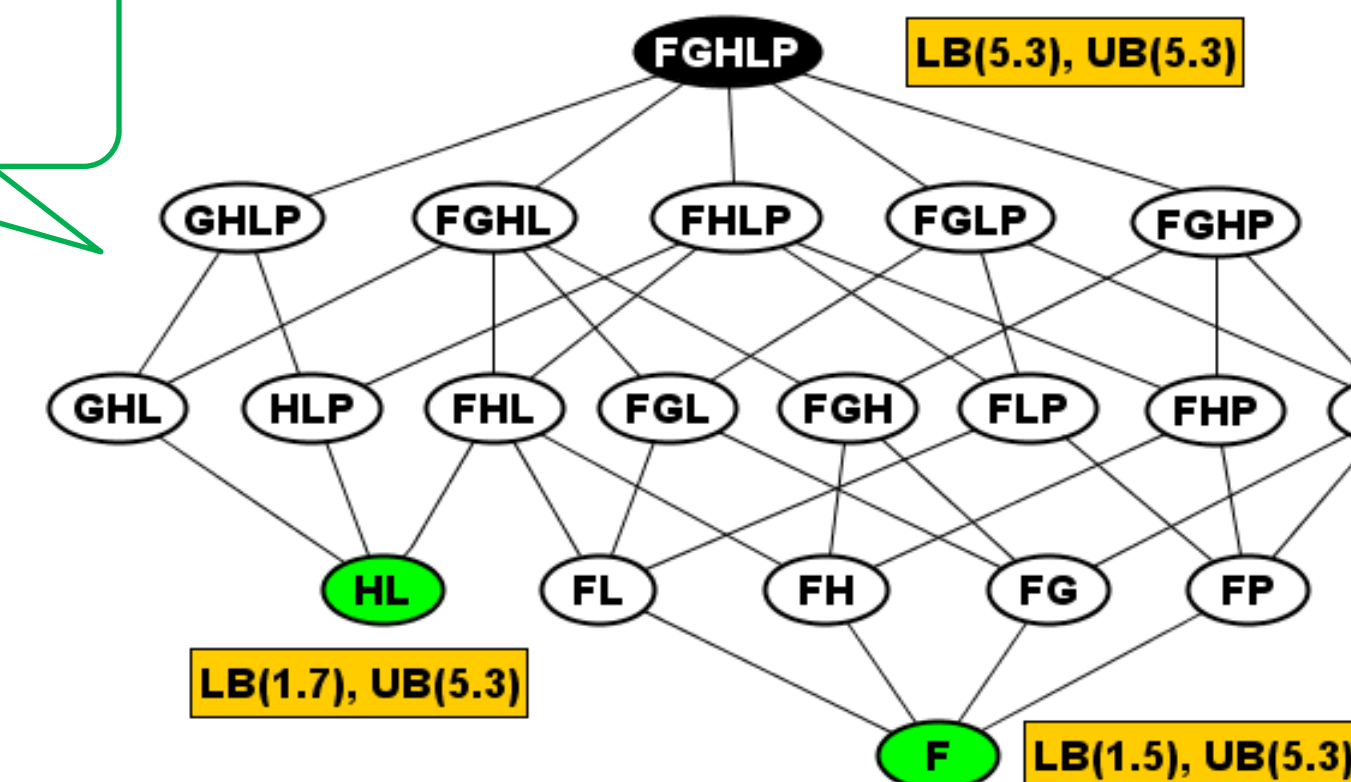 FGHLP
LB(5.3), UB(5.3)
GHLP
FGHL
FHLP
FGLP
FGHP
GHL
HLP
FHL
FGL
FGH
FLP
FHP
HL
FL
FH
FG
FP
LB(1.7), UB(5.3)
F
LB(1.5), UB(5.3)